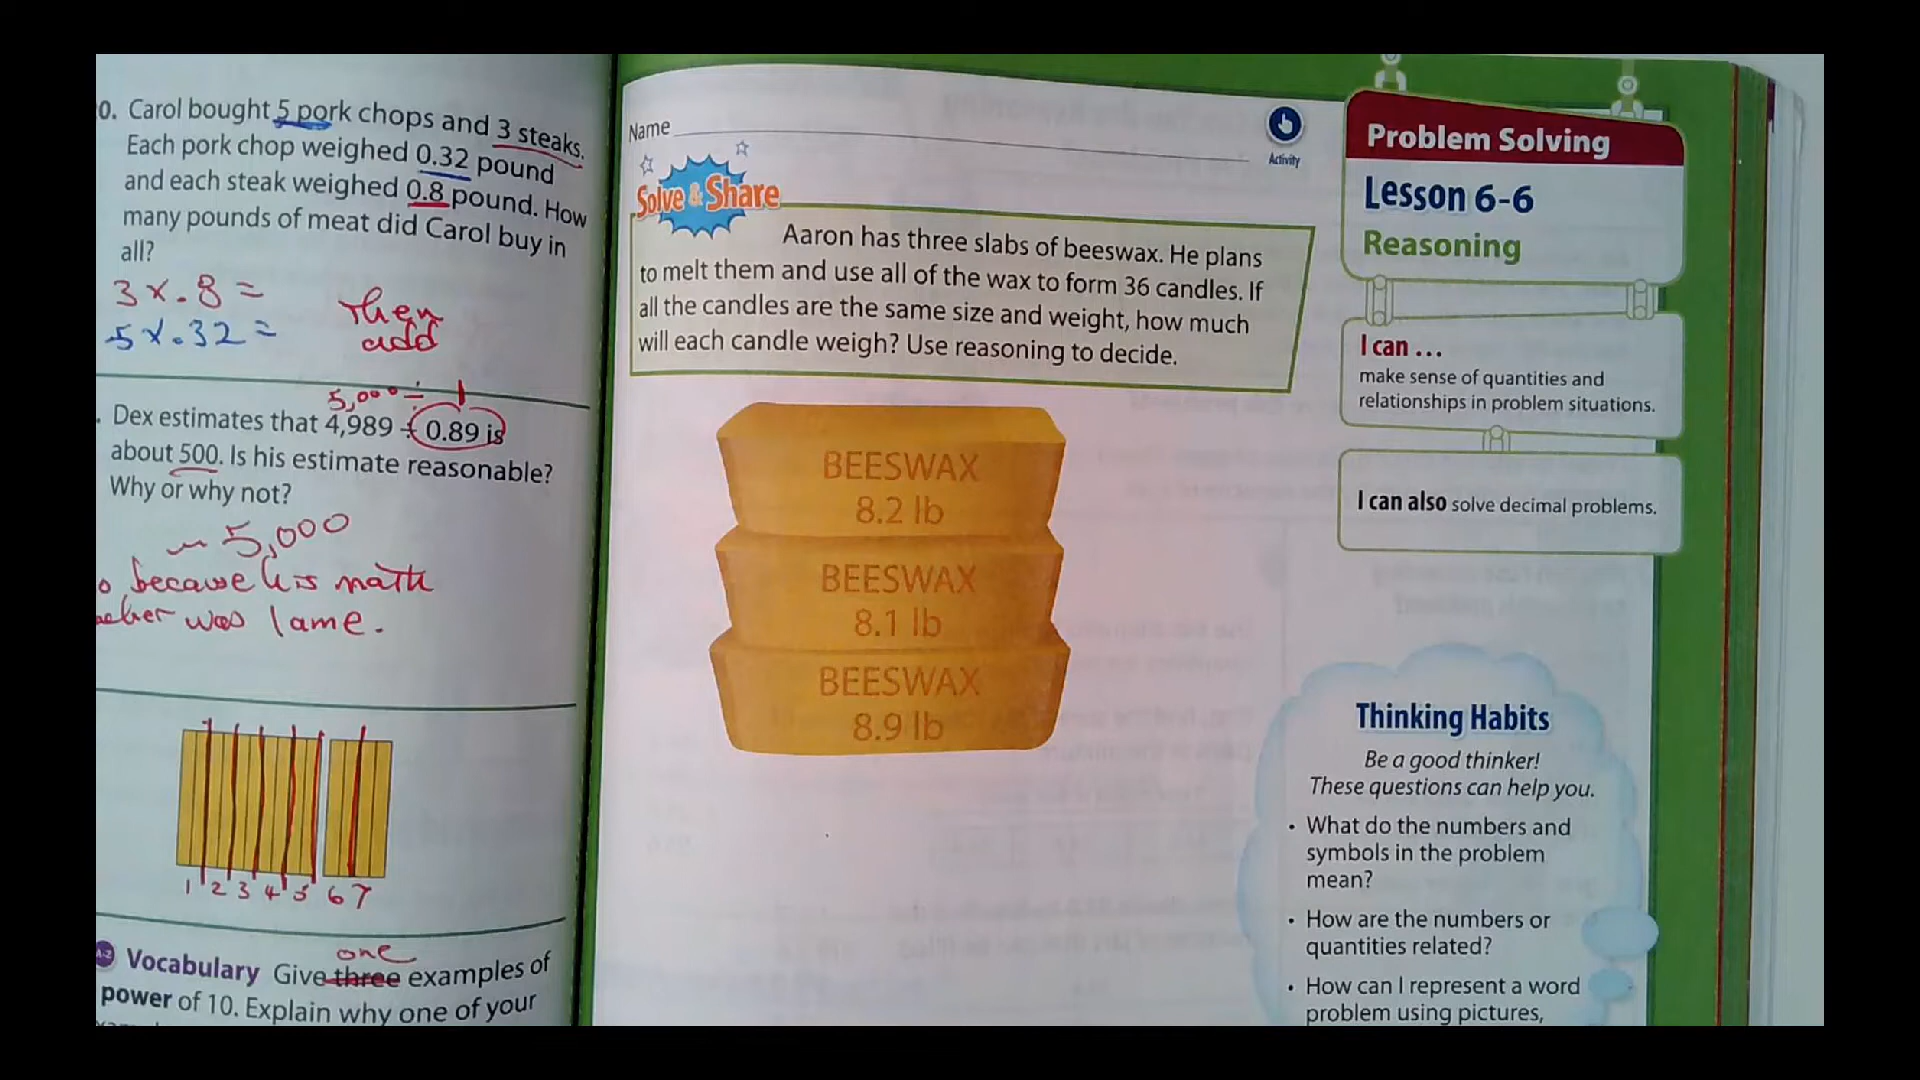 0. Carol bought 5 pork chops and 3 steaks.
Each pork chop weighed 0.32 pound
and each steak weighed 0.8 pound. How
many pounds of meat did Carol buy in
all?
3 x .8 =
5 x .32 =
then
add
5,000 ÷ 1
. Dex estimates that 4,989 ÷ 0.89 is
about 500. Is his estimate reasonable?
Why or why not?
~ 5,000
o because his math
was lame.
1 2 3 4 5 6 7
one
A-Z Vocabulary Give three examples of
power of 10. Explain why one of your
Name
Activity
Solve & Share
Aaron has three slabs of beeswax. He plans
to melt them and use all of the wax to form 36 candles. If
all the candles are the same size and weight, how much
will each candle weigh? Use reasoning to decide.
BEESWAX
8.2 lb
BEESWAX
8.1 lb
BEESWAX
8.9 lb
Problem Solving
Lesson 6-6
Reasoning
I can ...
make sense of quantities and
relationships in problem situations.
I can also solve decimal problems.
Thinking Habits
Be a good thinker!
These questions can help you.
• What do the numbers and
symbols in the problem
mean?
• How are the numbers or
quantities related?
• How can I represent a word
problem using pictures,